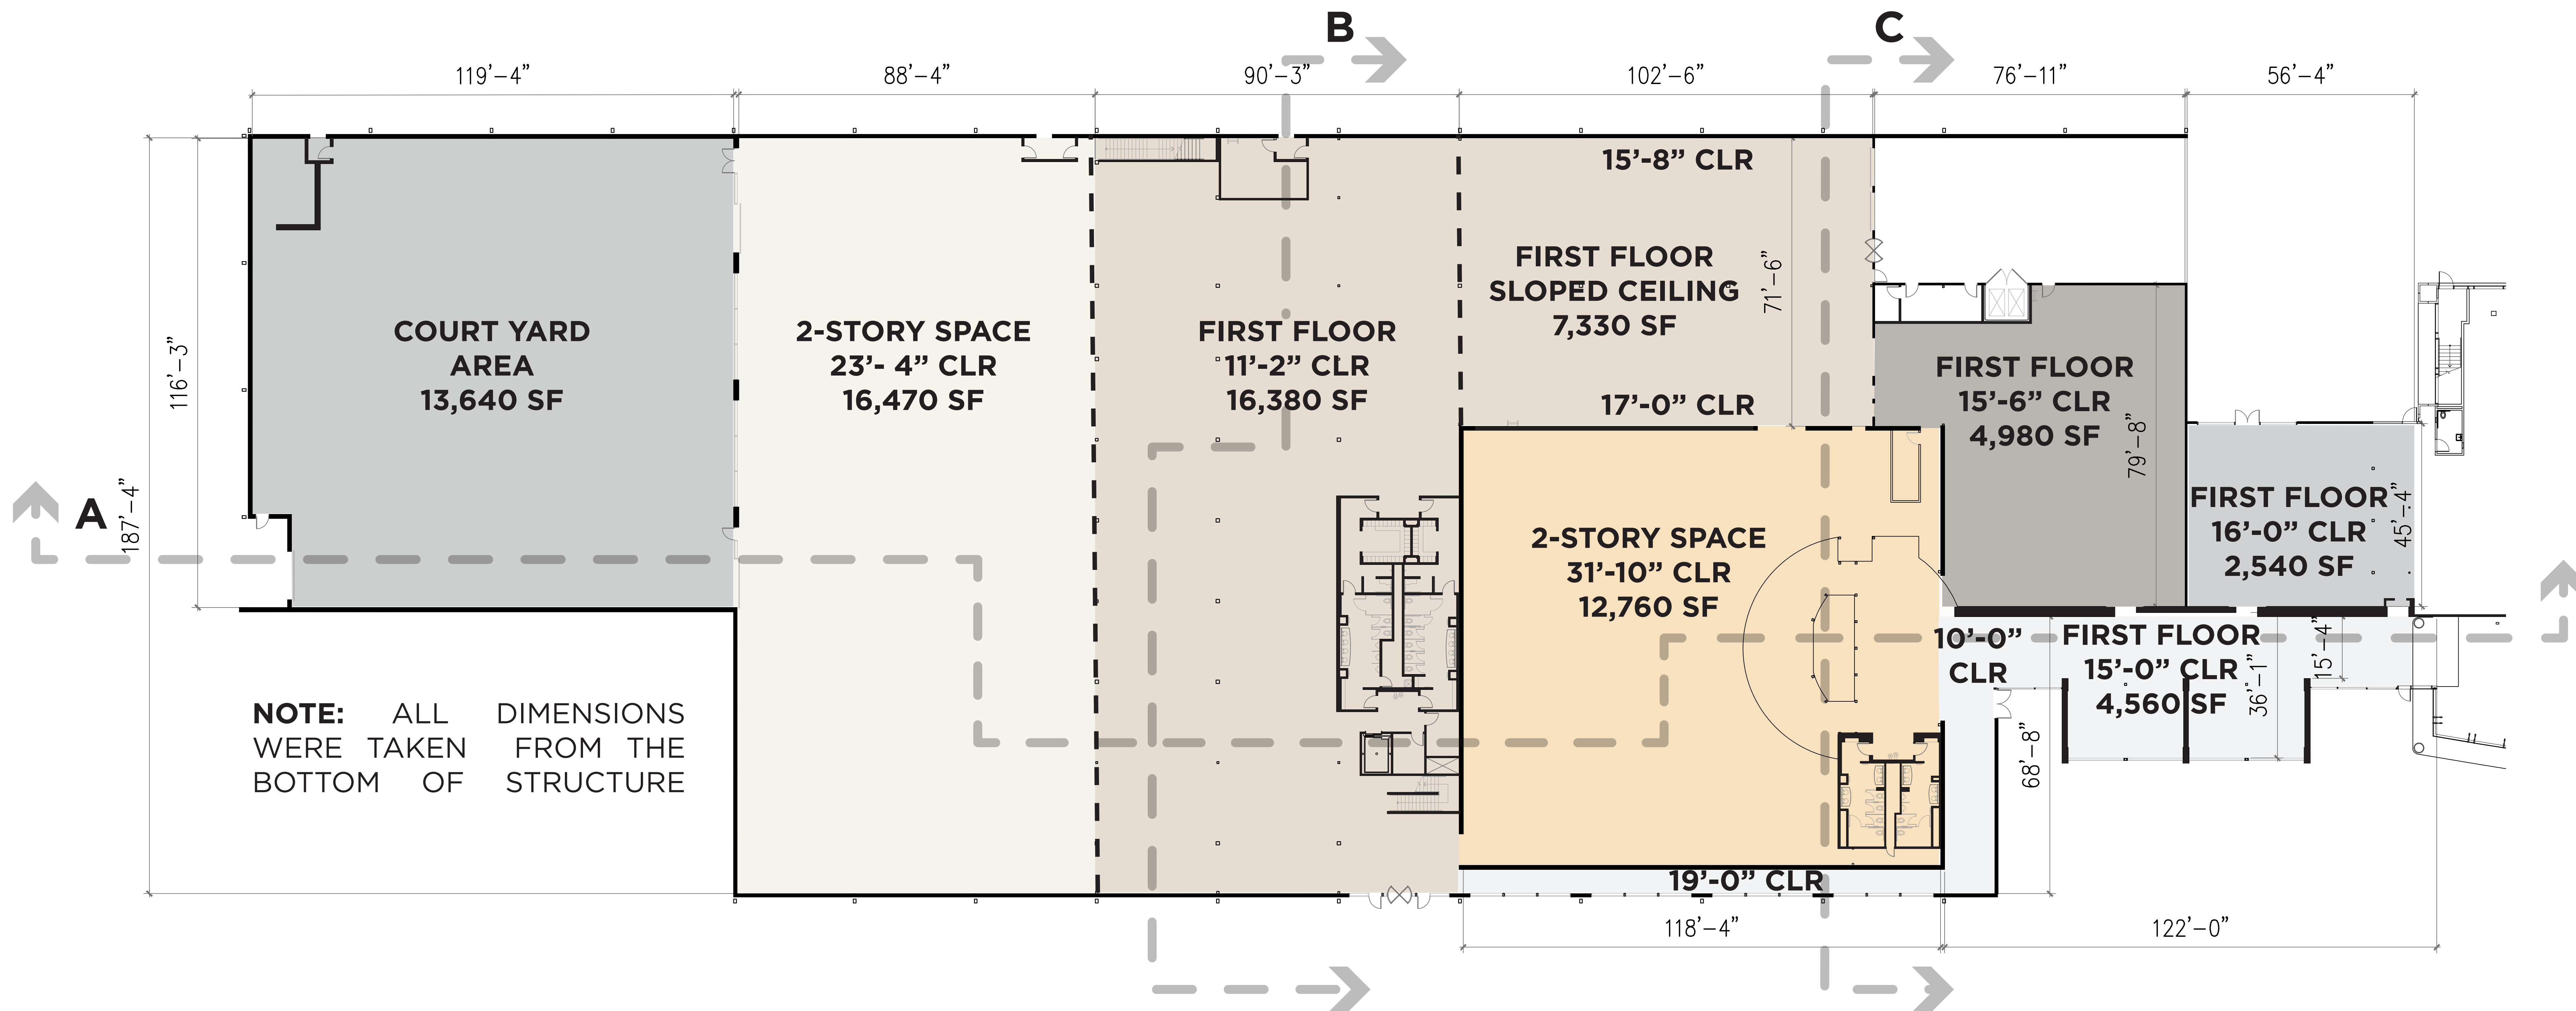 B
C
119’-4”
88’-4”
90’-3”
102’-6”
76’-11”
56’-4”
15’-8” CLR
FIRST FLOOR
SLOPED CEILING
7,330 SF
71’-6”
17’-0” CLR
COURT YARD
AREA
13,640 SF
2-STORY SPACE
23’- 4” CLR
16,470 SF
FIRST FLOOR
11’-2” CLR
16,380 SF
116’-3”
187’-4”
A
FIRST FLOOR
15’-6” CLR
4,980 SF
79’-8”
FIRST FLOOR
16’-0” CLR
2,540 SF
45’-4”
2-STORY SPACE
31’-10” CLR
12,760 SF
10’-0”
CLR
FIRST FLOOR
15’-0” CLR
4,560 SF
36’-1”
15’-4”
68’-8”
NOTE: ALL DIMENSIONS
WERE TAKEN FROM THE
BOTTOM OF STRUCTURE
19’-0” CLR
118’-4”
122’-0”